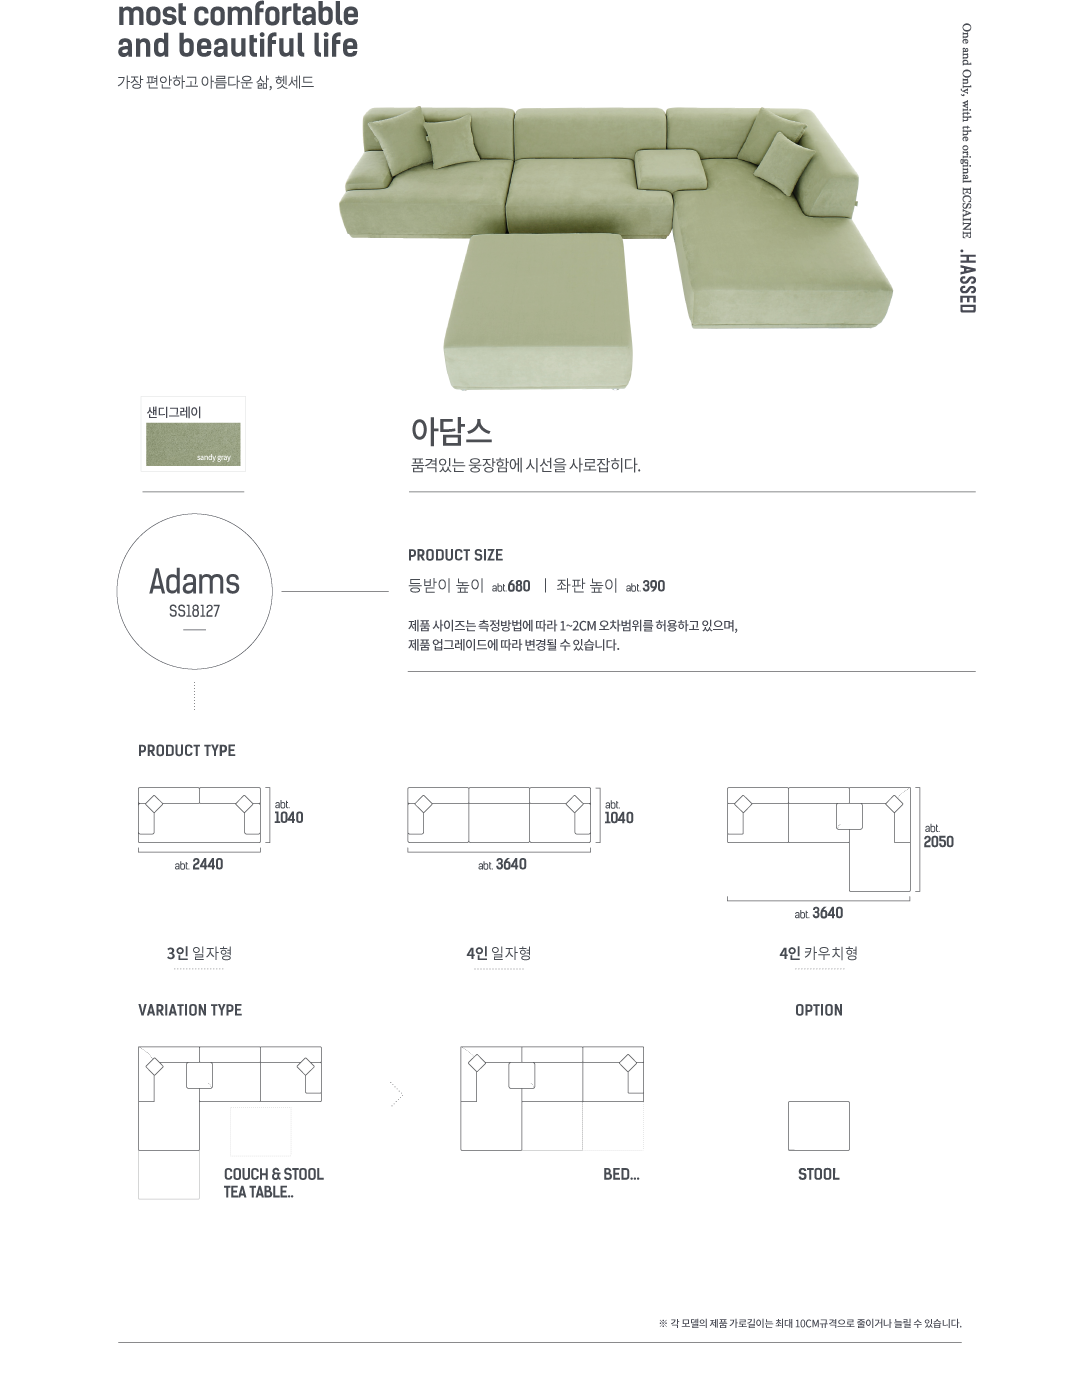 most comfortable
and beautiful life
가장 편안하고 아름다운 삶, 헷세드
One and Only, with the original ECSAINE .HASSED
샌디그레이
sandy gray
아담스
품격있는 웅장함에 시선을 사로잡히다.
Adams
SS18127
PRODUCT SIZE
등받이 높이 abt.680 | 좌판 높이 abt.390
제품 사이즈는 측정방법에 따라 1~2CM 오차범위를 허용하고 있으며,
제품 업그레이드에 따라 변경될 수 있습니다.
PRODUCT TYPE
abt.
1040
abt. 2440
3인 일자형
abt.
1040
abt. 3640
4인 일자형
abt.
2050
abt. 3640
4인 카우치형
VARIATION TYPE
COUCH & STOOL
TEA TABLE..
BED...
OPTION
STOOL
※ 각 모델의 제품 가로길이는 최대 10CM규격으로 줄이거나 늘릴 수 있습니다.